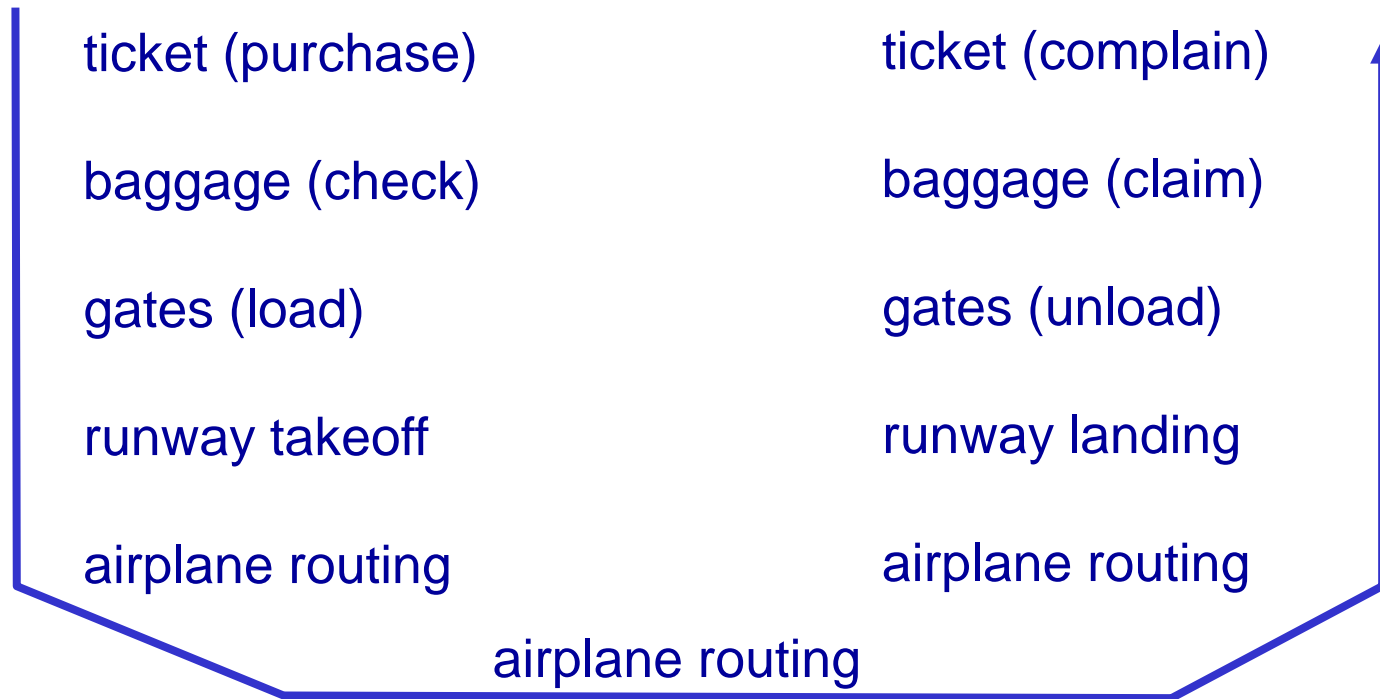 ticket (purchase)
baggage (check)
gates (load)
runway takeoff
airplane routing
airplane routing
ticket (complain)
baggage (claim)
gates (unload)
runway landing
airplane routing